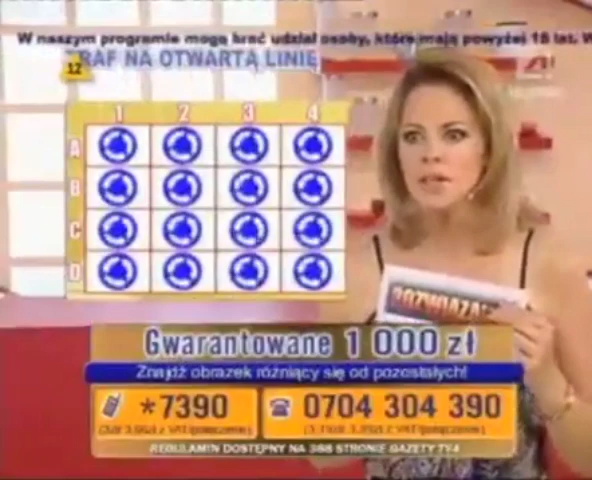 W naszym programie mogą brać udział osoby, które mają powyżej 18 lat. W
TRAF NA OTWARTĄ LINIĘ
12
1 2 3 4
A
B
C
D
ROZWIĄZA
Gwarantowane 1 000 zł
Znajdź obrazek różniący się od pozostałych!
*7390
0704 304 390
REGULAMIN DOSTĘPNY NA 388 STRONIE GAZETY TV4